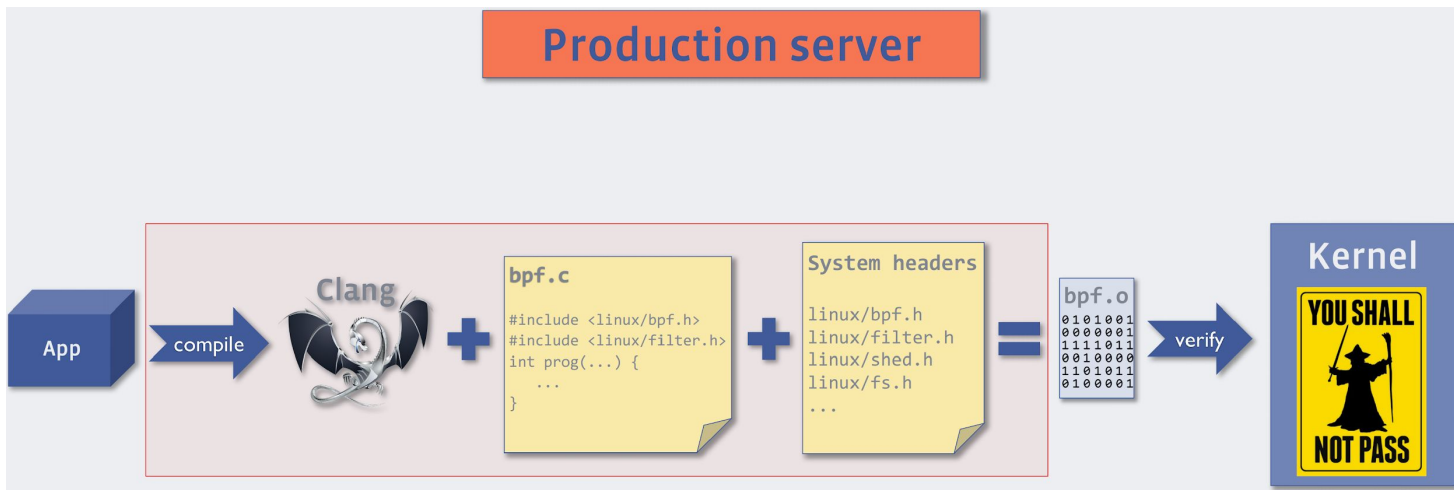 Production server
App
compile
Clang
bpf.c
#include <linux/bpf.h>
#include <linux/filter.h>
int prog(...) {
...
}
System headers
linux/bpf.h
linux/filter.h
linux/shed.h
linux/fs.h
...
bpf.o
0101001
0000001
1111011
0010000
1101011
0100001
verify
Kernel
YOU SHALL
NOT PASS